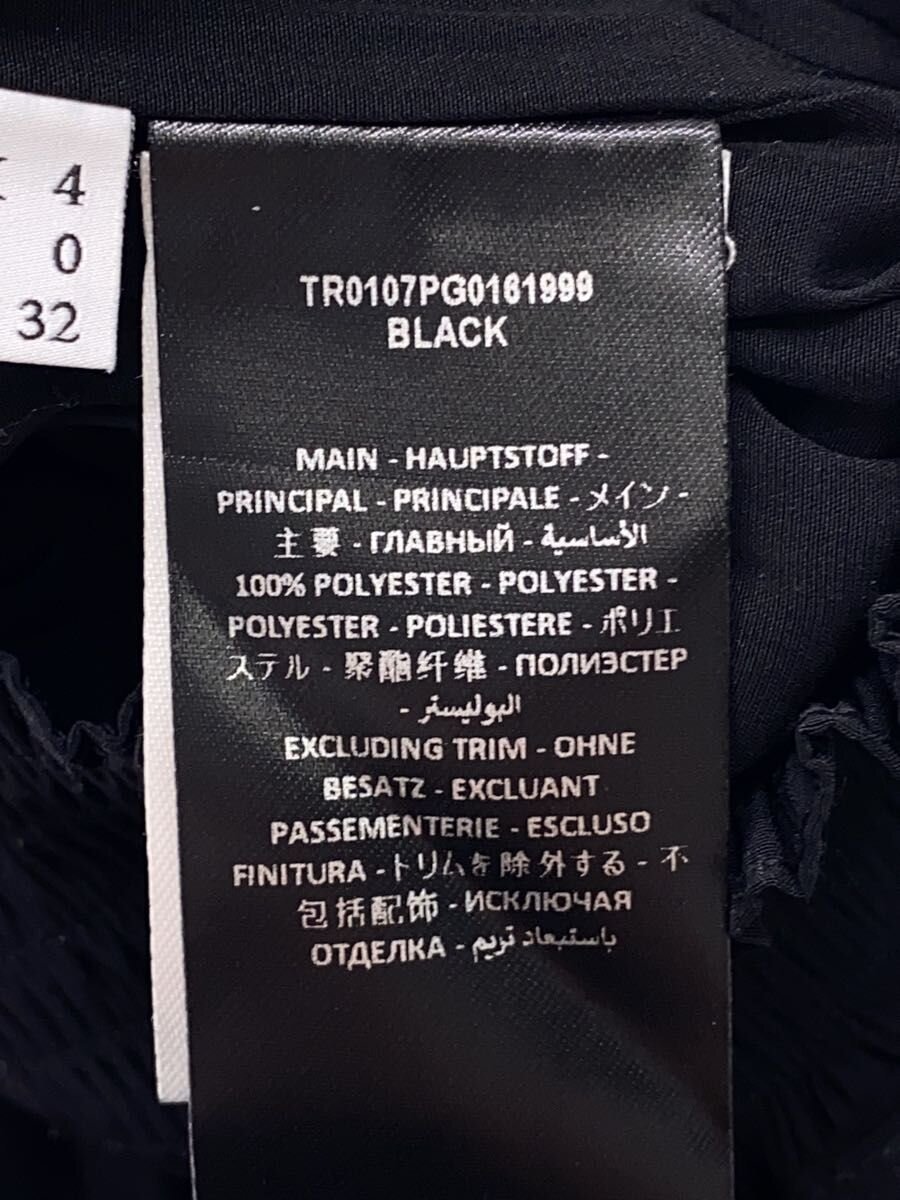 4
0
32
TR0107PG0161999
BLACK
MAIN - HAUPTSTOFF -
PRINCIPAL - PRINCIPALE - メイン -
主要 - ГЛАВНЫЙ - الأساسية
100% POLYESTER - POLYESTER -
POLYESTER - POLIESTERE - ポリエ
ステル - 聚酯纤维 - ПОЛИЭСТЕР
- البوليستر
EXCLUDING TRIM - OHNE
BESATZ - EXCLUANT
PASSEMENTERIE - ESCLUSO
FINITURA - トリムを除外する - 不
包括配饰 - ИСКЛЮЧАЯ
ОТДЕЛКА - باستبعاد تريم